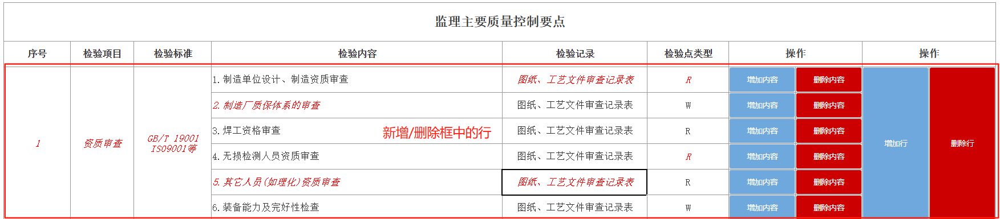 监理主要质量控制要点
序号 检验项目 检验标准 检验内容 检验记录 检验点类型 操作 操作
1.制造单位设计、制造资质审查 图纸、工艺文件审查记录表 R 增加内容 删除内容
2.制造厂质保体系的审查 图纸、工艺文件审查记录表 W 增加内容 删除内容
3.焊工资格审查 图纸、工艺文件审查记录表 R 增加内容 删除内容
新增/删除框中的行
1 资质审查 GB/T 19001
ISO9001等
增加行 删除行
4.无损检测人员资质审查 图纸、工艺文件审查记录表 R 增加内容 删除内容
5.其它人员(如理化)资质审查 图纸、工艺文件审查记录表 R 增加内容 删除内容
6.装备能力及完好性检查 图纸、工艺文件审查记录表 W 增加内容 删除内容